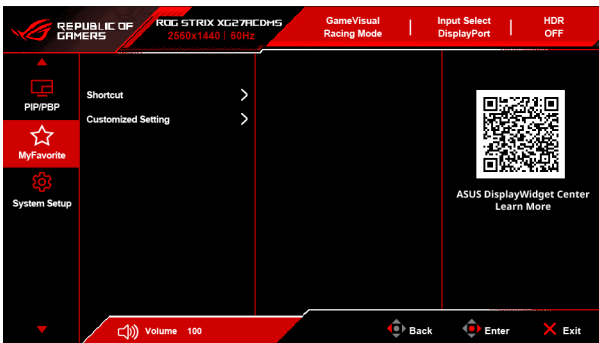 REPUBLIC OF
GAMERS
ROG STRIX XG27ACDMS
2560x1440 | 60Hz
GameVisual
Racing Mode
Input Select
DisplayPort
HDR
OFF
PIP/PBP
MyFavorite
System Setup
Shortcut
Customized Setting
ASUS DisplayWidget Center
Learn More
Volume 100
Back
Enter
Exit